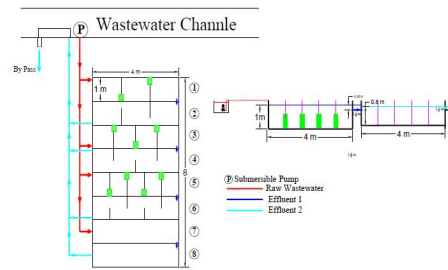 Wastewater Channle
P
By Pass
4 m
1 m
1
2
3
4
5
6
7
8
8
1m
4 m
0.8 m
4 m
P Submersible Pump
Raw Wastewater
Effluent 1
Effluent 2